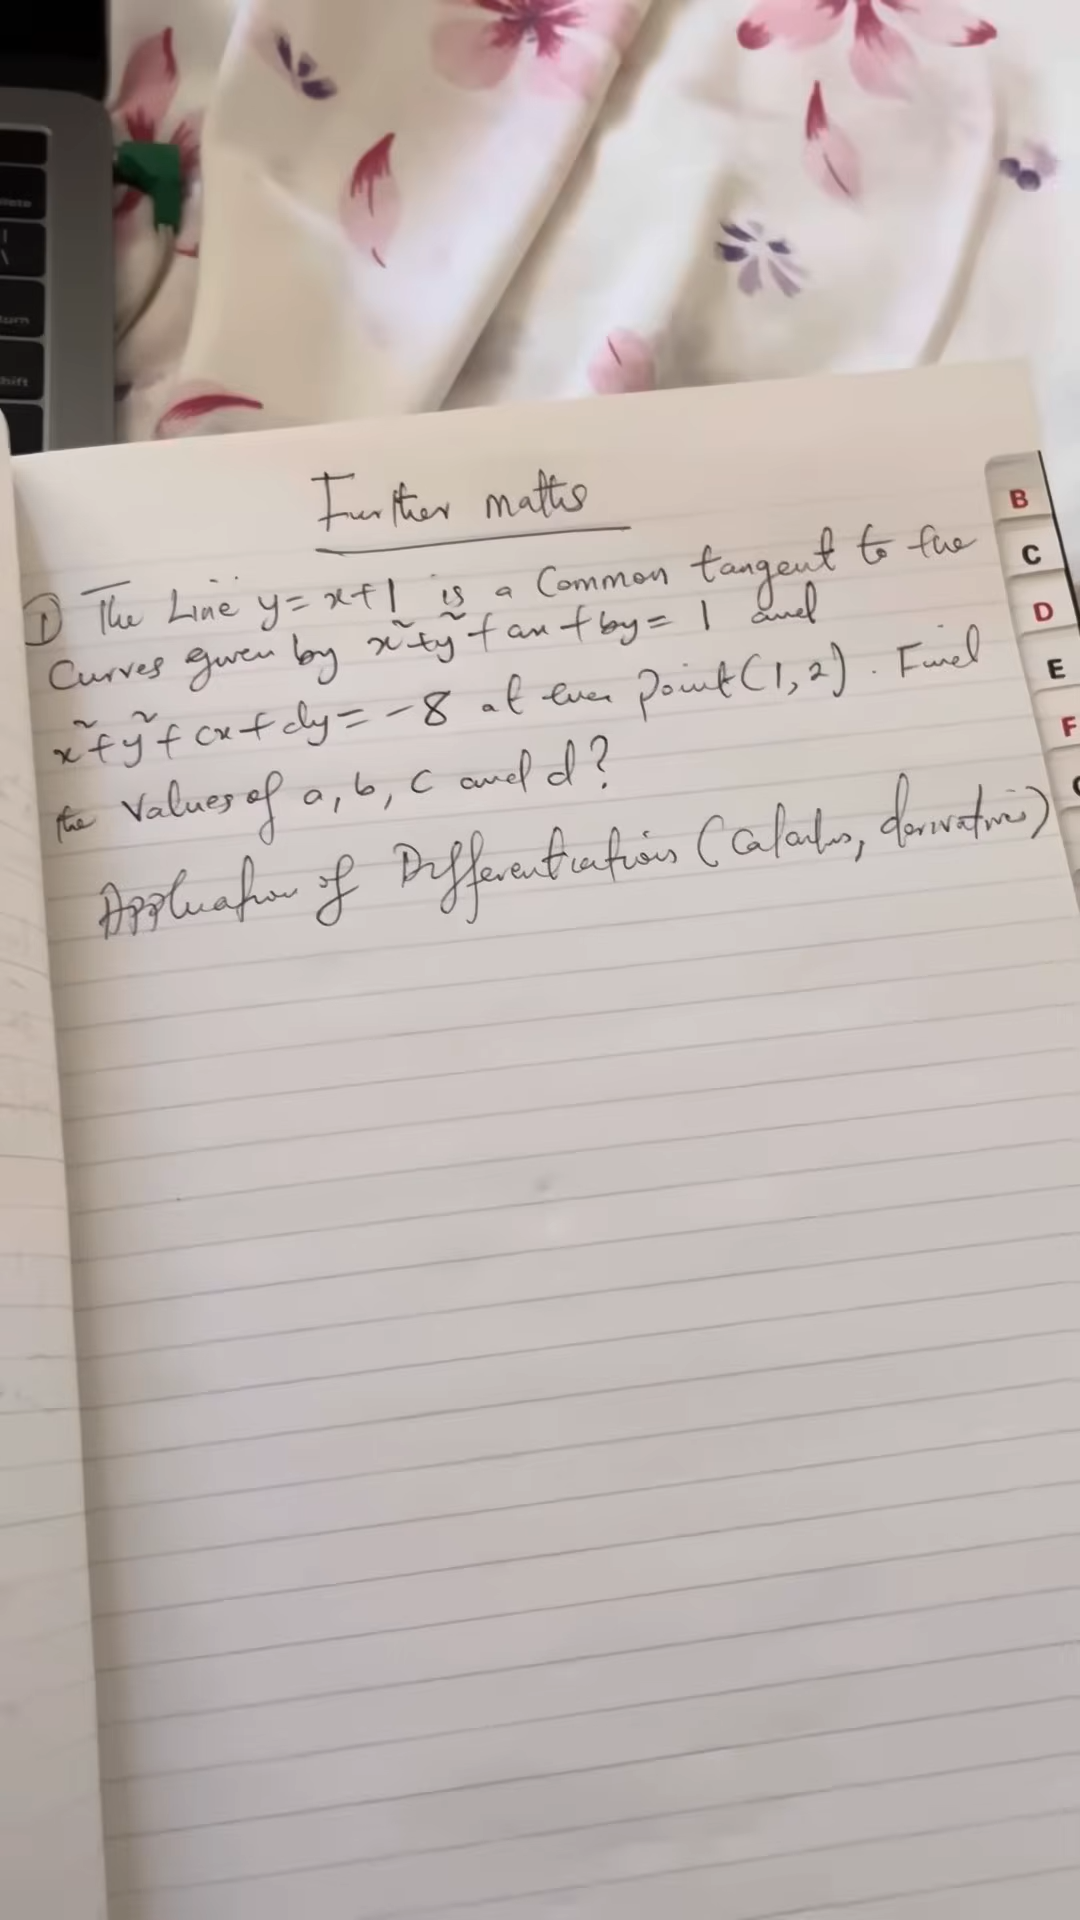 Further maths
① The Line y = x+1 is a Common tangent to the
Curves given by x²+y²+ax+by = 1 and
x²+y²+cx+dy = -8 at the Point (1,2). Find
the Values of a, b, c and d?
Application of Differentiation (Calculus, derivatives)
B
C
D
E
F
\
shift